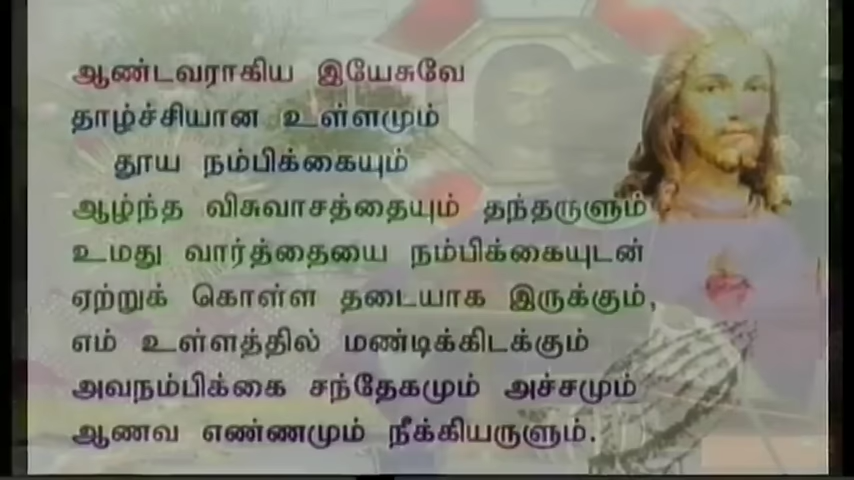 ஆண்டவராகிய இயேசுவே
தாழ்ச்சியான உள்ளமும்
தூய நம்பிக்கையும்
ஆழ்ந்த விசுவாசத்தையும் தந்தருளும்
உமது வார்த்தையை நம்பிக்கையுடன்
ஏற்றுக் கொள்ள தடையாக இருக்கும்,
எம் உள்ளத்தில் மண்டிக்கிடக்கும்
அவநம்பிக்கை சந்தேகமும் அச்சமும்
ஆணவ எண்ணமும் நீக்கியருளும்.